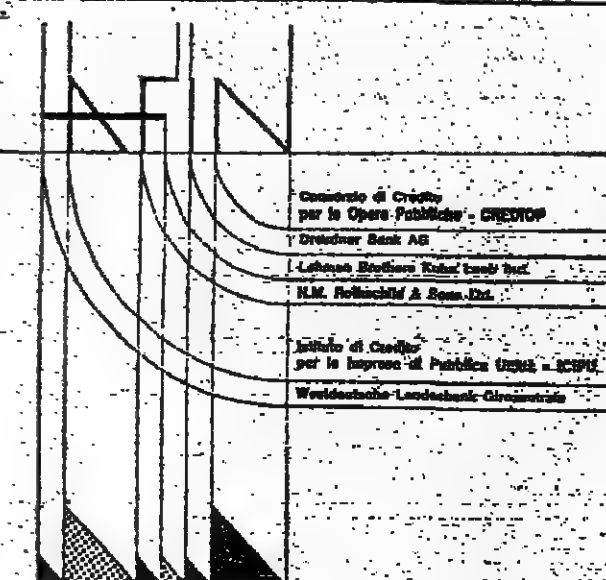 Consorzio di Credito
per le Opere Pubbliche - CREDIOP
Dresdner Bank AG
Lehman Brothers Kuhn Loeb Inc.
N.M. Rothschild & Sons Ltd.
Istituto di Credito
per le Imprese di Pubblica Utilità - ICIPU
Westdeutsche Landesbank Girozentrale